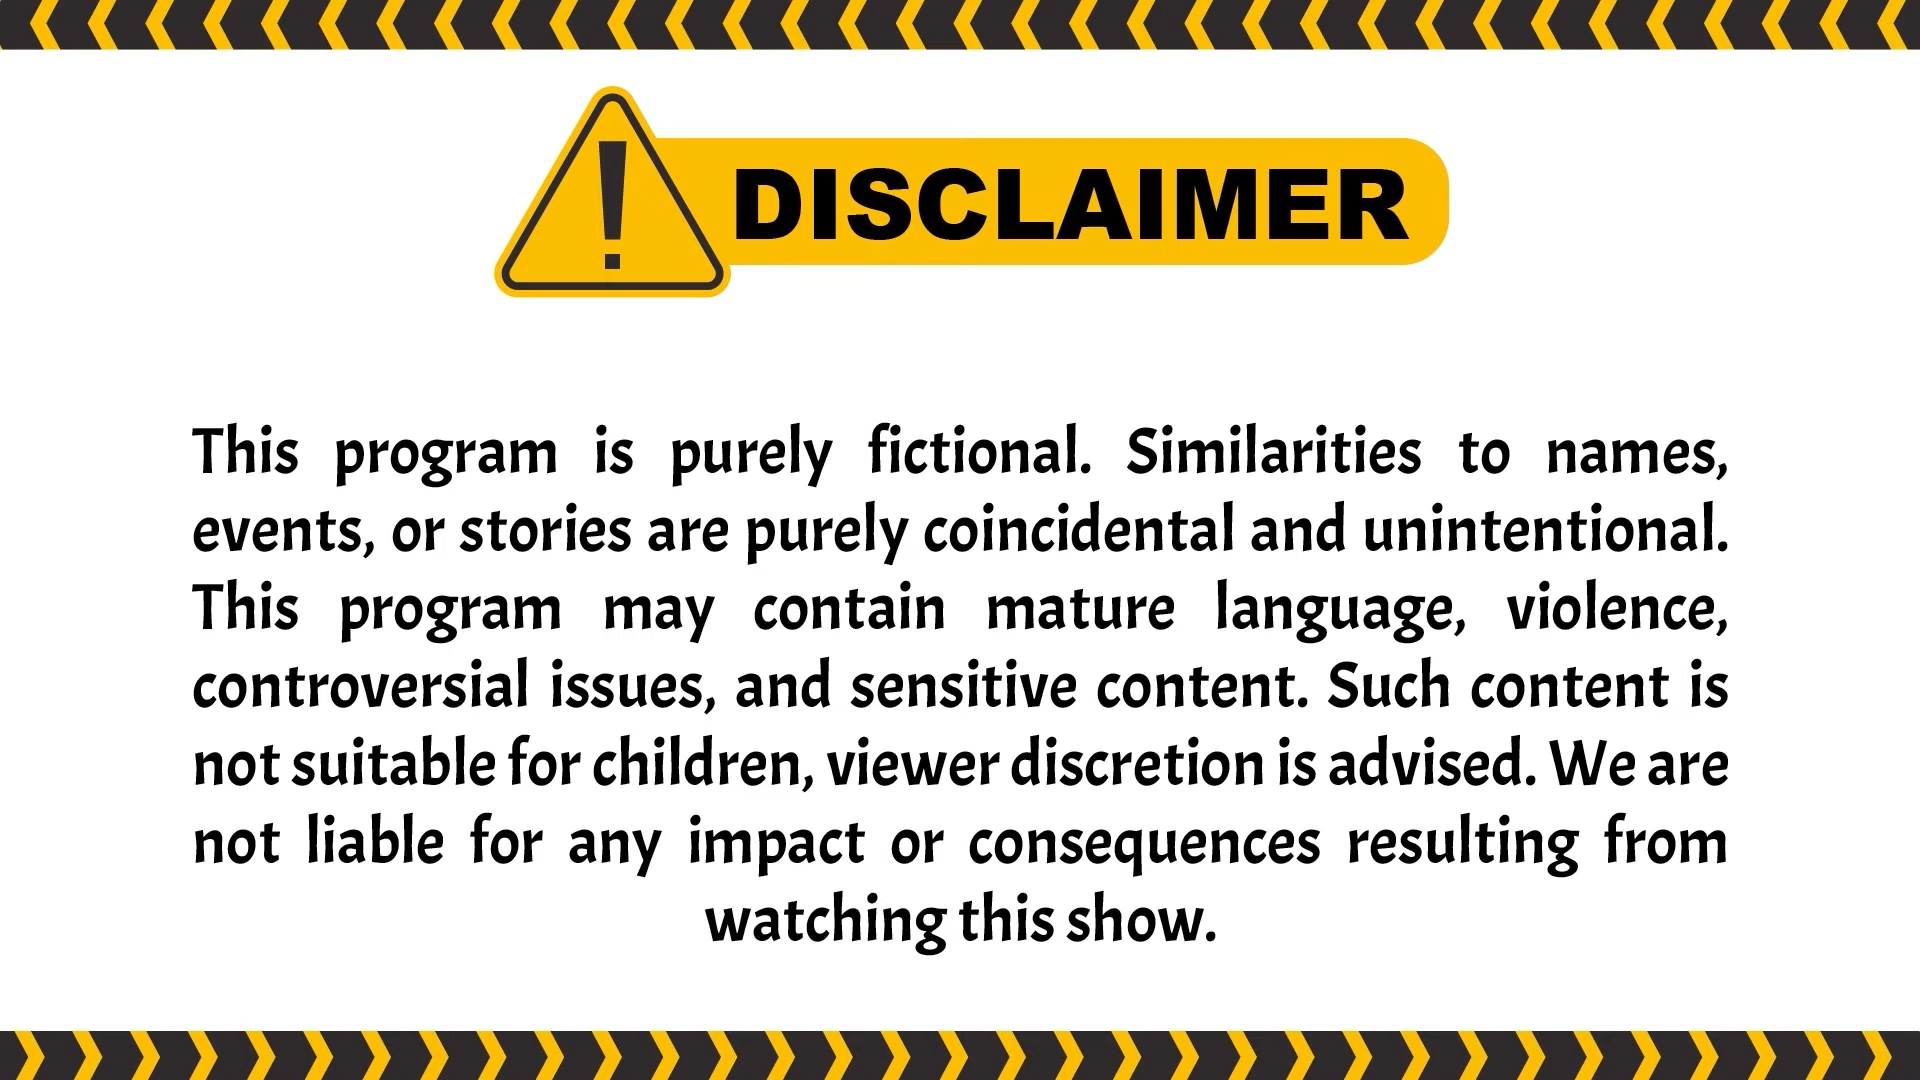 DISCLAIMER
This program is purely fictional. Similarities to names,
events, or stories are purely coincidental and unintentional.
This program may contain mature language, violence,
controversial issues, and sensitive content. Such content is
not suitable for children, viewer discretion is advised. We are
not liable for any impact or consequences resulting from
watching this show.